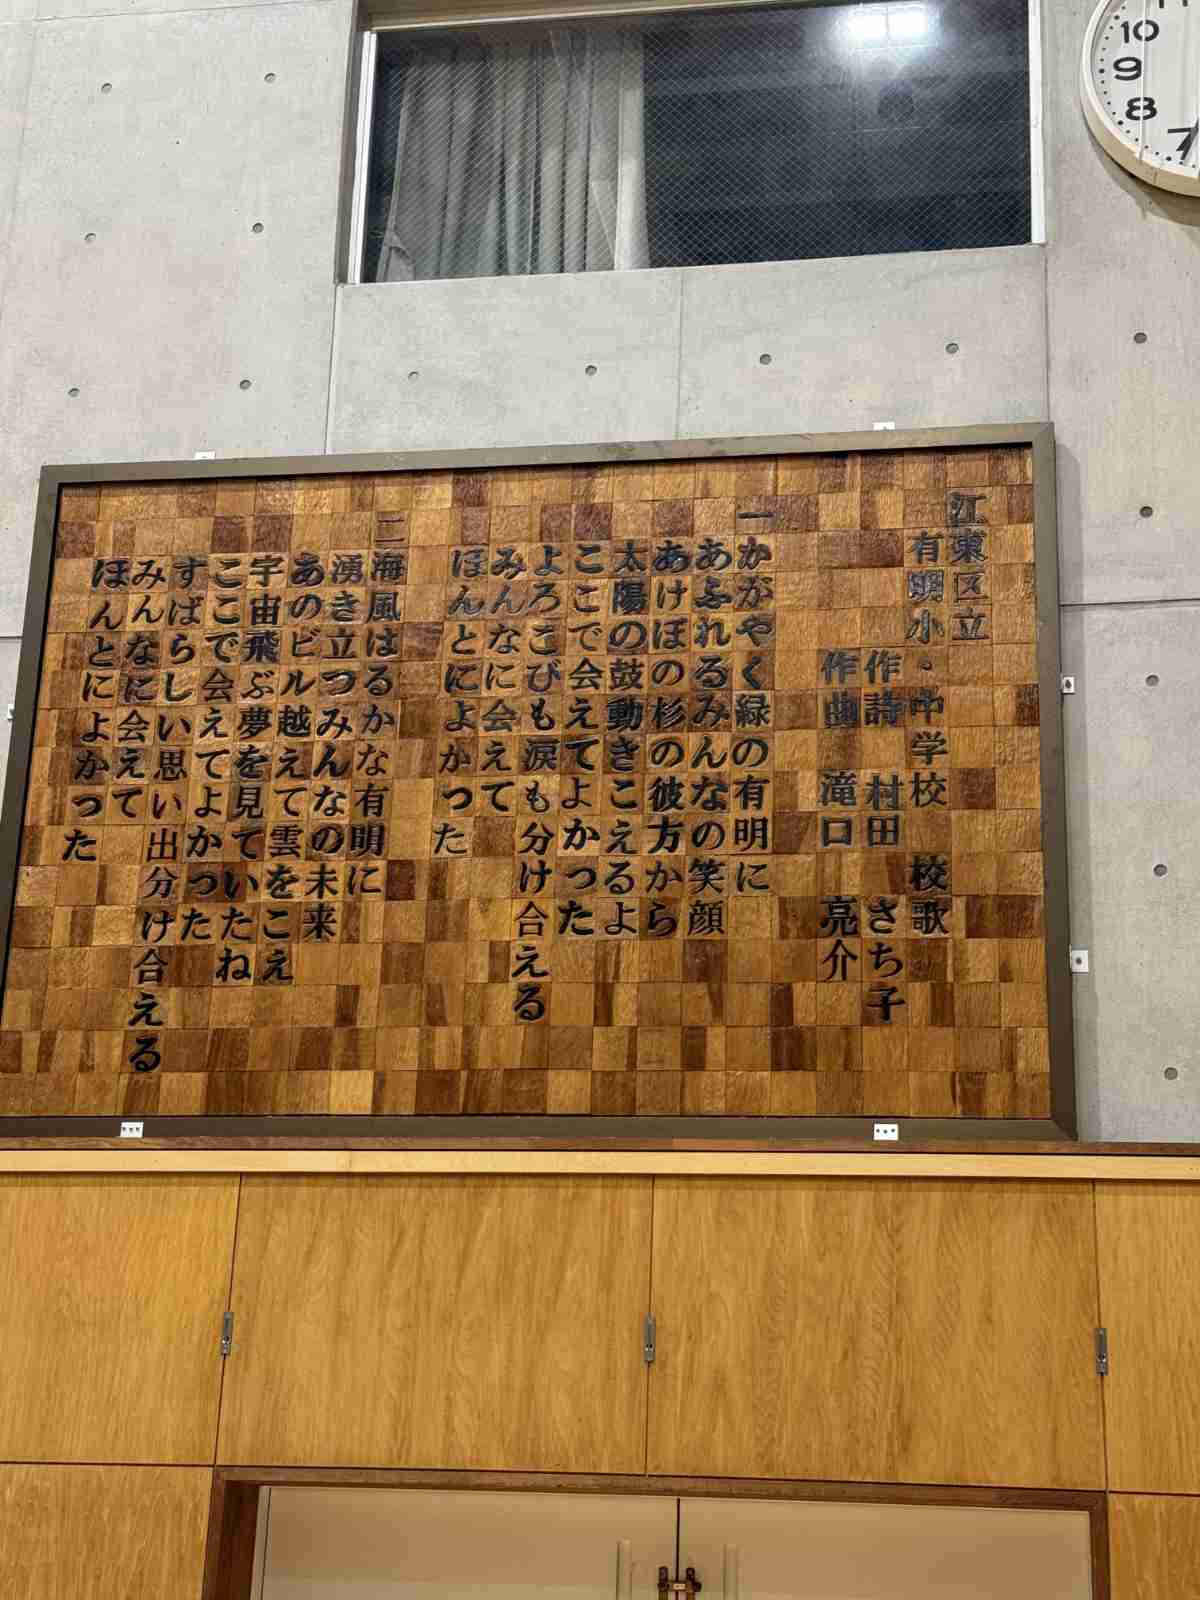 江東区立
有明小・中学校 校歌
作詩 村田 さち子
作曲 滝口 亮介
一
かがやく緑の有明に
あふれるみんなの笑顔
あけぼの杉の彼方から
太陽の鼓動きこえるよ
ここで会えてよかった
よろこびも涙も分け合える
みんなに会えて
ほんとによかった
二
海風はるかな有明に
湧き立つみんなの未来
あのビル越えて雲をこえ
宇宙飛ぶ夢を見ていたね
ここで会えてよかった
すばらしい思い出分け合える
みんなに会えて
ほんとによかった
11
10
9
8
7